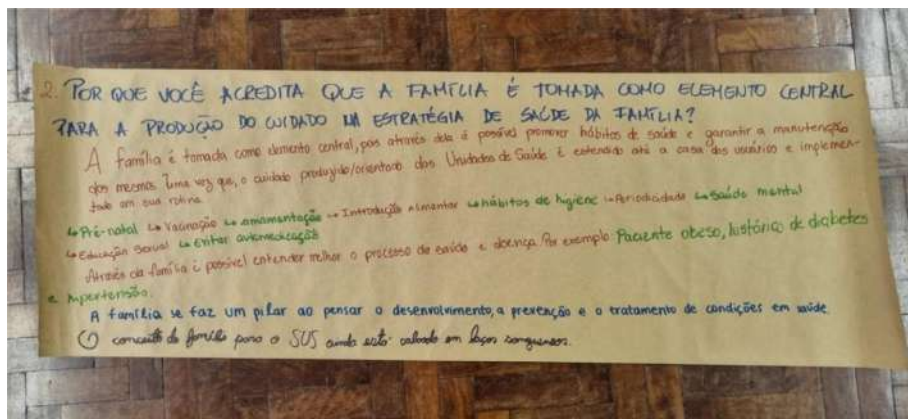 2. POR QUE VOCÊ ACREDITA QUE A FAMÍLIA É TOMADA COMO ELEMENTO CENTRAL
PARA A PRODUÇÃO DO CUIDADO NA ESTRATÉGIA DE SAÚDE DA FAMÍLIA?
A família é tomada como elemento central, pois através dela é possível promover hábitos de saúde e garantir a manutenção
dos mesmos. Uma vez que, o cuidado produzido/orientado das Unidades de Saúde é estendido até a casa dos usuários e implemen-
tado em sua rotina.
↳ Pré-natal ↳ Vacinação ↳ amamentação ↳ Introdução alimentar ↳ hábitos de higiene ↳ Periodicidade ↳ Saúde mental
↳ Educação sexual ↳ Evitar automedicação
Através da família é possível entender melhor o processo de saúde e doença. Por exemplo: Paciente obeso, histórico de diabetes
e hipertensão.
A família se faz um pilar ao pensar o desenvolvimento, a prevenção e o tratamento de condições em saúde.
O conceito de família para o SUS ainda está calcado em laços sanguíneos.